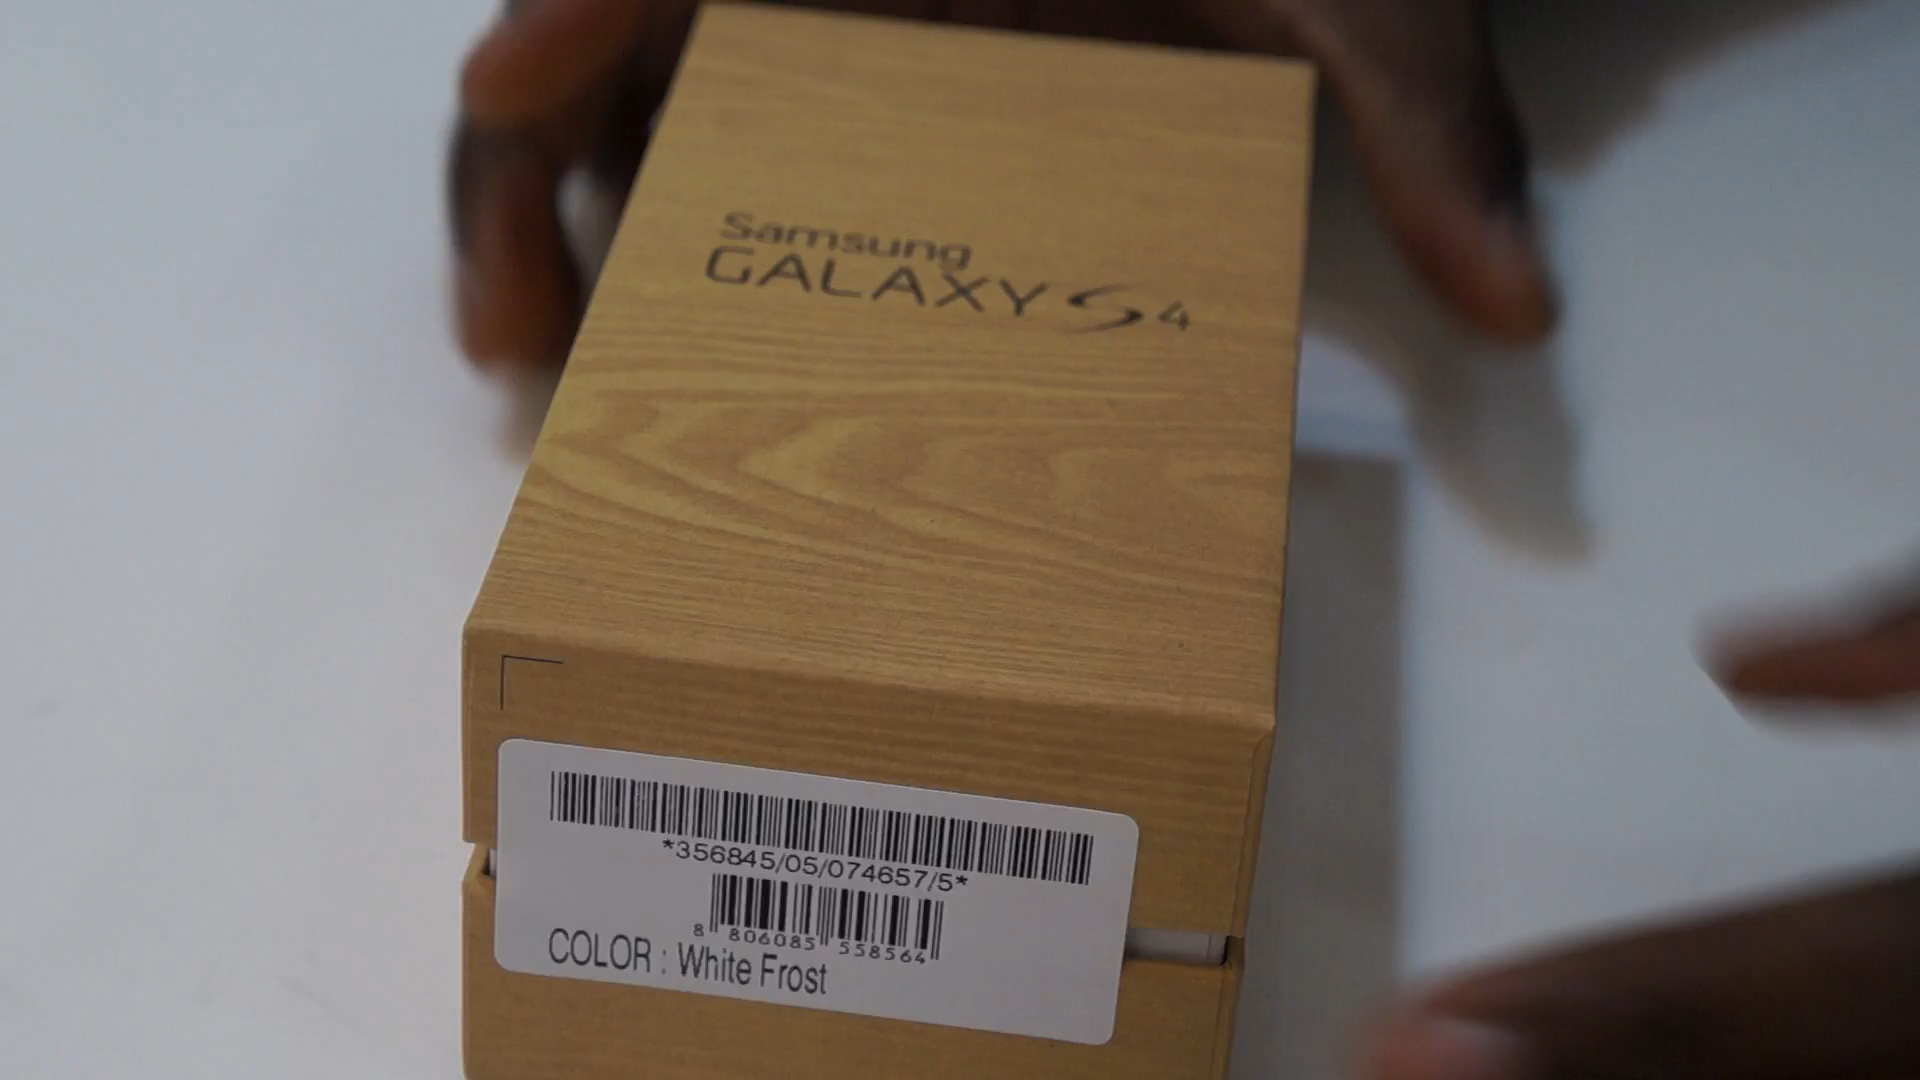 Samsung
GALAXY S4
*356845/05/074657/5*
8 806085 558564
COLOR : White Frost